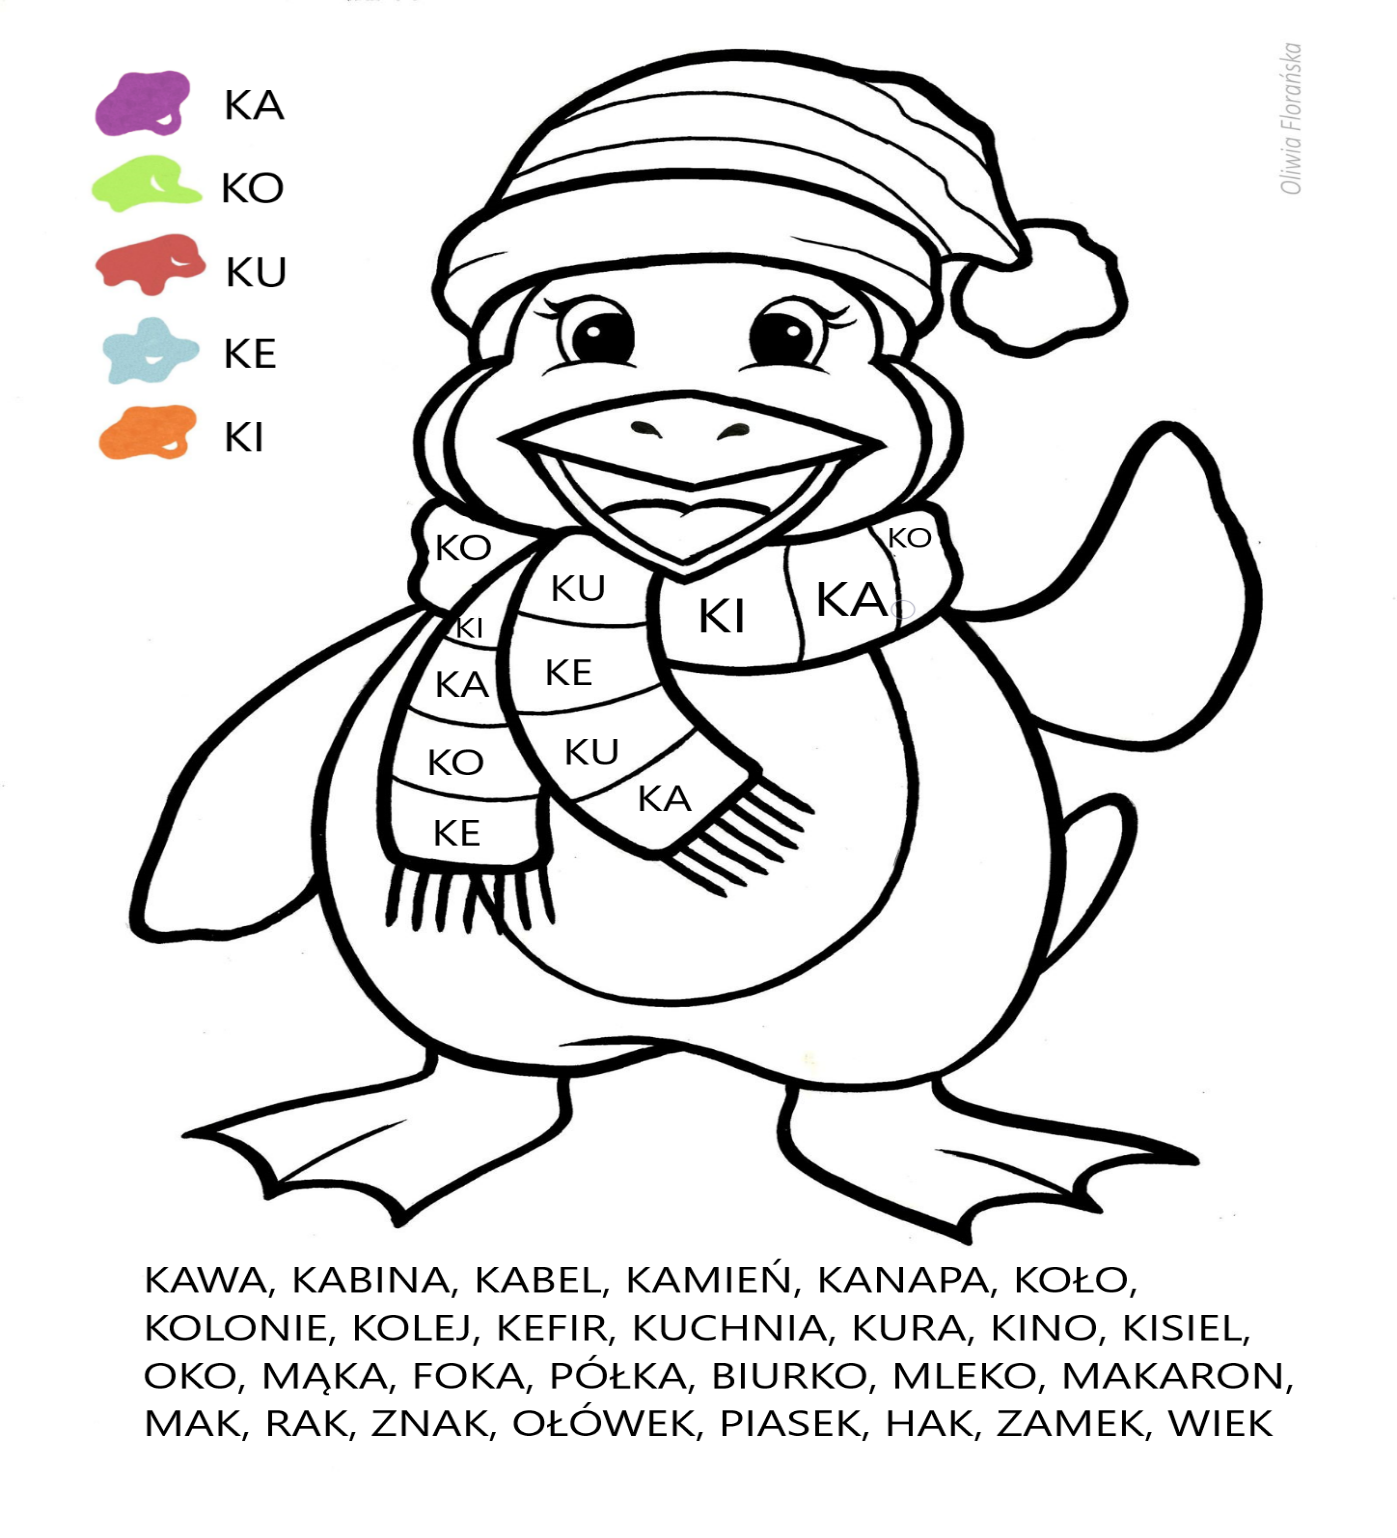 Oliwia Florańska
KA
KO
KU
KE
KI
KO
KO
KU
KI
KA
KI
KA
KE
KO
KU
KA
KE
KAWA, KABINA, KABEL, KAMIEŃ, KANAPA, KOŁO,
KOLONIE, KOLEJ, KEFIR, KUCHNIA, KURA, KINO, KISIEL,
OKO, MĄKA, FOKA, PÓŁKA, BIURKO, MLEKO, MAKARON,
MAK, RAK, ZNAK, OŁÓWEK, PIASEK, HAK, ZAMEK, WIEK